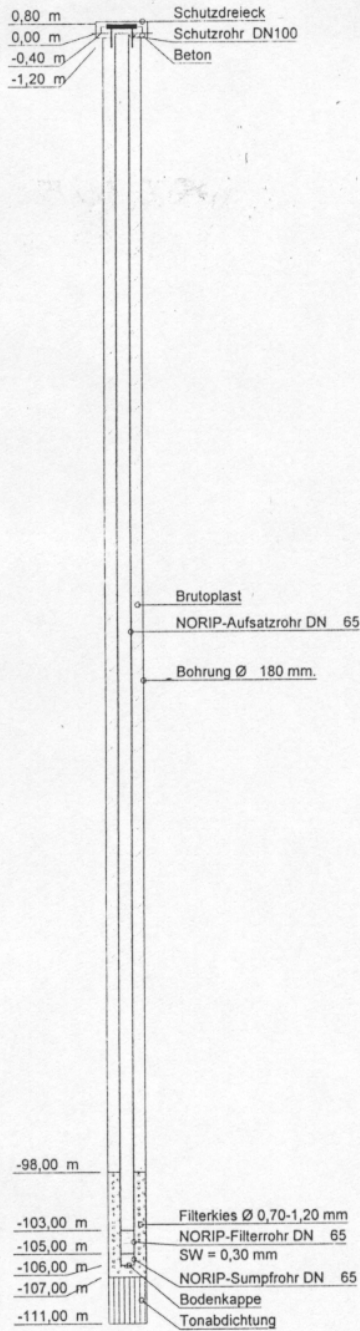 0,80 m
Schutzdreieck
0,00 m
Schutzrohr DN100
-0,40 m
Beton
-1,20 m
Brutoplast
NORIP-Aufsatzrohr DN 65
Bohrung Ø 180 mm.
-98,00 m
Filterkies Ø 0,70-1,20 mm
-103,00 m
NORIP-Filterrohr DN 65
-105,00 m
SW = 0,30 mm
-106,00 m
NORIP-Sumpfrohr DN 65
-107,00 m
Bodenkappe
-111,00 m
Tonabdichtung